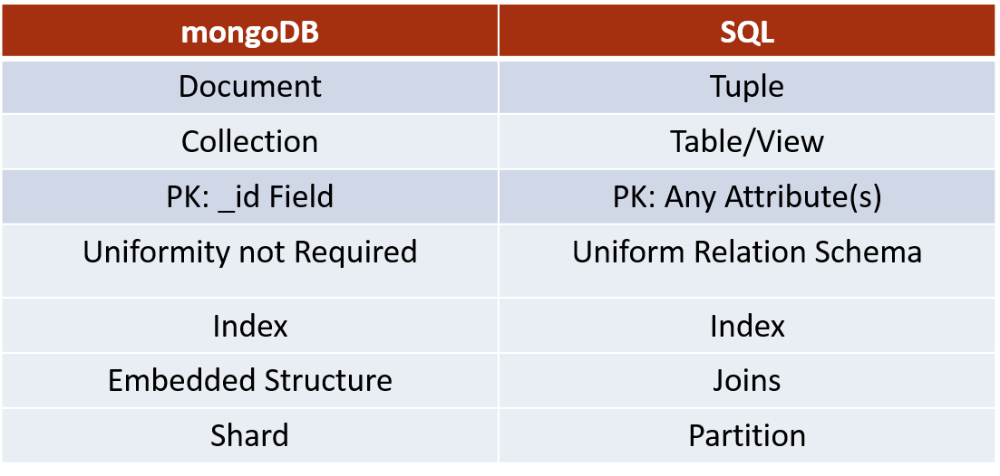 mongoDB SQL
Document Tuple
Collection Table/View
PK: _id Field PK: Any Attribute(s)
Uniformity not Required Uniform Relation Schema
Index Index
Embedded Structure Joins
Shard Partition